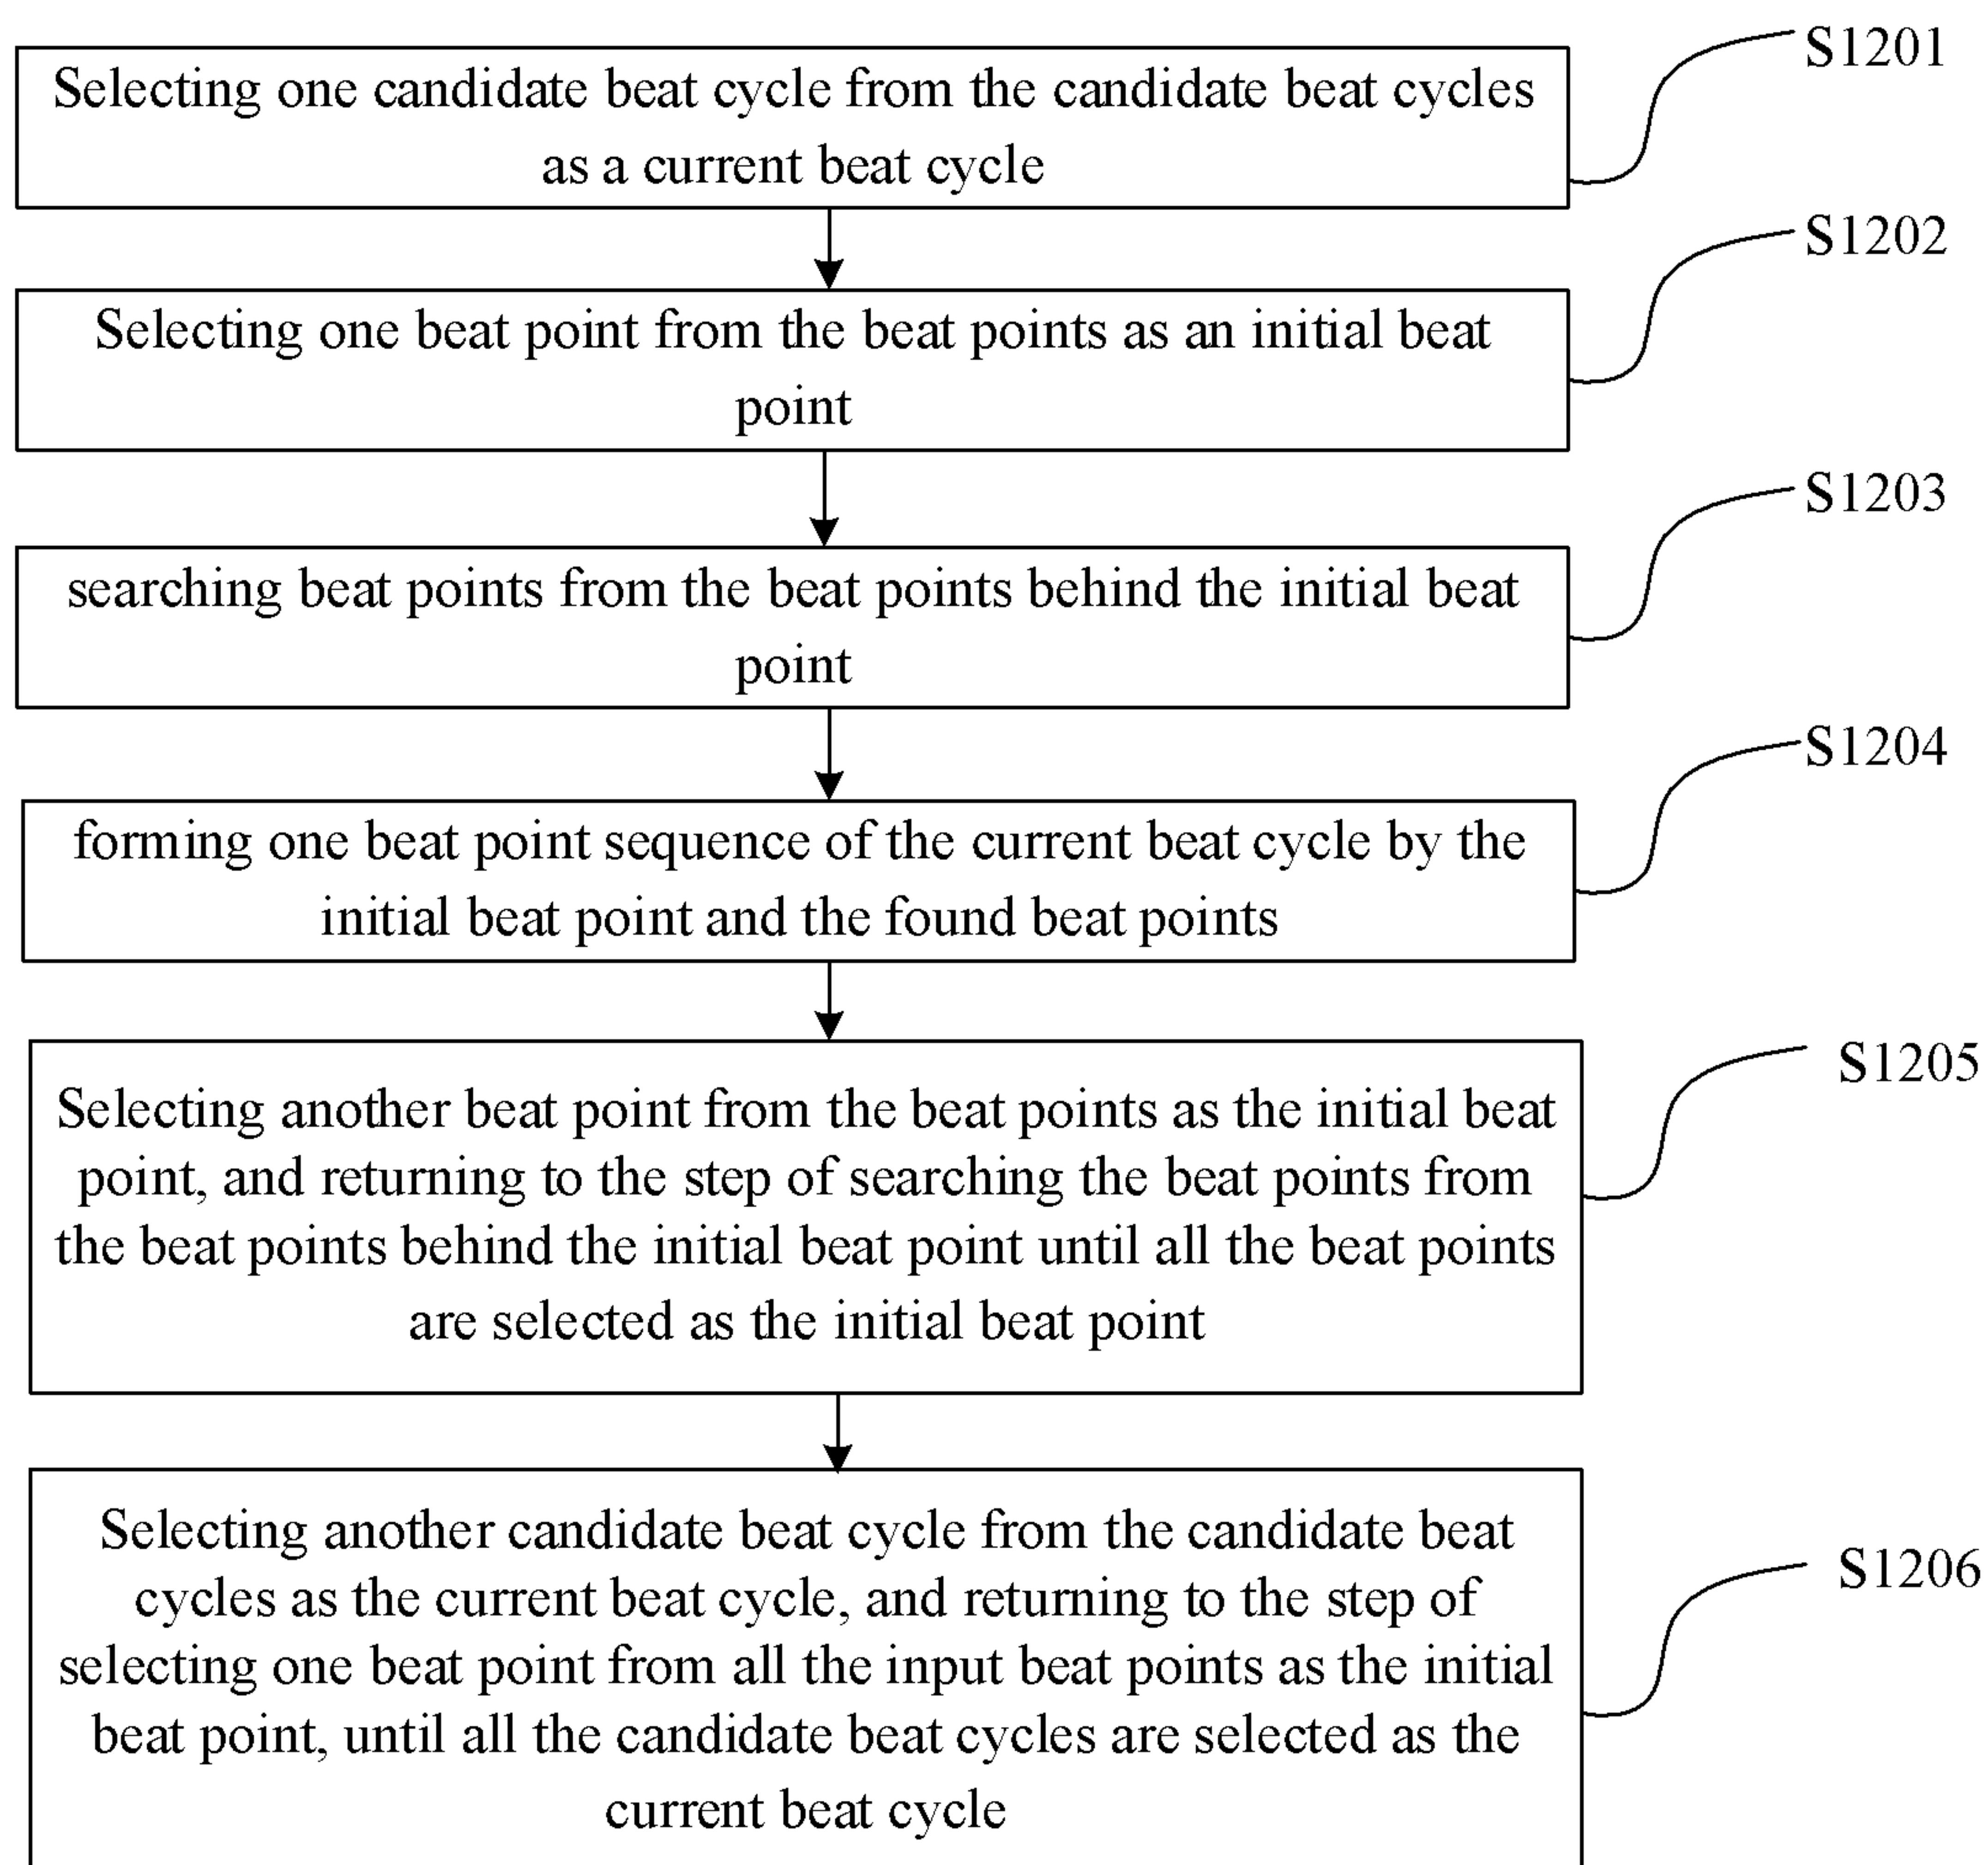 S1201
Selecting one candidate beat cycle from the candidate beat cycles
as a current beat cycle
S1202
Selecting one beat point from the beat points as an initial beat
point
S1203
searching beat points from the beat points behind the initial beat
point
S1204
forming one beat point sequence of the current beat cycle by the
initial beat point and the found beat points
S1205
Selecting another beat point from the beat points as the initial beat
point, and returning to the step of searching the beat points from
the beat points behind the initial beat point until all the beat points
are selected as the initial beat point
S1206
Selecting another candidate beat cycle from the candidate beat
cycles as the current beat cycle, and returning to the step of
selecting one beat point from all the input beat points as the initial
beat point, until all the candidate beat cycles are selected as the
current beat cycle